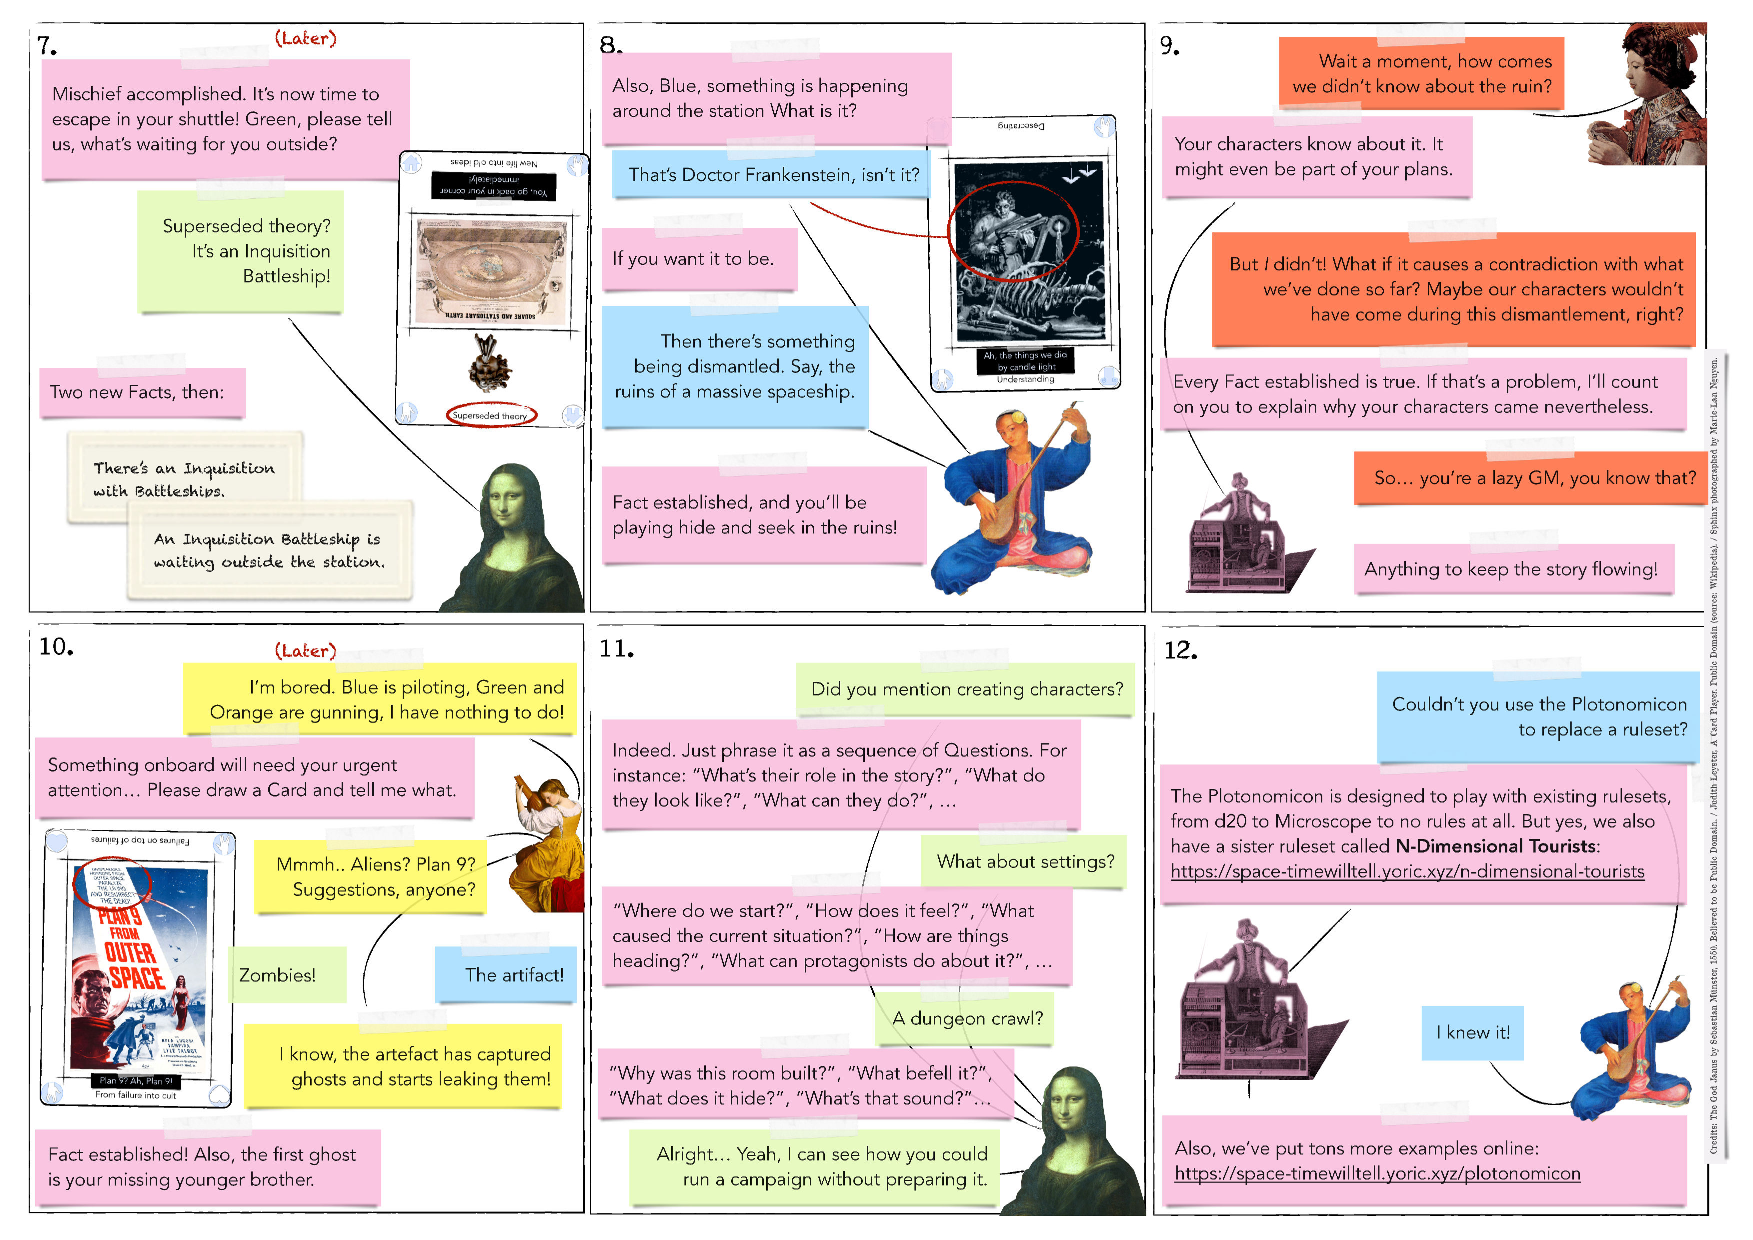 7.
(Later)
Mischief accomplished. It's now time to
escape in your shuttle! Green, please tell
us, what's waiting for you outside?
New life into old ideas
You, go back in your corner
immediately!
SQUARE AND STATIONARY EARTH
Superseded theory
Superseded theory?
It's an Inquisition
Battleship!
Two new Facts, then:
There's an Inquisition
with Battleships.
An Inquisition Battleship is
waiting outside the station.
8.
Also, Blue, something is happening
around the station What is it?
Desecrating
That's Doctor Frankenstein, isn't it?
If you want it to be.
Then there's something
being dismantled. Say, the
ruins of a massive spaceship.
Ah, the things we do
by candle light
Understanding
Fact established, and you'll be
playing hide and seek in the ruins!
9.
Wait a moment, how comes
we didn't know about the ruin?
Your characters know about it. It
might even be part of your plans.
But I didn't! What if it causes a contradiction with what
we've done so far? Maybe our characters wouldn't
have come during this dismantlement, right?
Every Fact established is true. If that's a problem, I'll count
on you to explain why your characters came nevertheless.
So... you're a lazy GM, you know that?
Anything to keep the story flowing!
10.
(Later)
I'm bored. Blue is piloting, Green and
Orange are gunning, I have nothing to do!
Something onboard will need your urgent
attention... Please draw a Card and tell me what.
Failures on top of failures
PLAN 9
FROM
OUTER
SPACE
Plan 9? Ah, Plan 9!
From failure into cult
Mmmh.. Aliens? Plan 9?
Suggestions, anyone?
Zombies!
The artifact!
I know, the artefact has captured
ghosts and starts leaking them!
Fact established! Also, the first ghost
is your missing younger brother.
11.
Did you mention creating characters?
Indeed. Just phrase it as a sequence of Questions. For
instance: "What's their role in the story?", "What do
they look like?", "What can they do?", ...
What about settings?
"Where do we start?", "How does it feel?", "What
caused the current situation?", "How are things
heading?", "What can protagonists do about it?", ...
A dungeon crawl?
"Why was this room built?", "What befell it?",
"What does it hide?", "What's that sound?"...
Alright... Yeah, I can see how you could
run a campaign without preparing it.
12.
Couldn't you use the Plotonomicon
to replace a ruleset?
The Plotonomicon is designed to play with existing rulesets,
from d20 to Microscope to no rules at all. But yes, we also
have a sister ruleset called N-Dimensional Tourists:
https://space-timewilltell.yoric.xyz/n-dimensional-tourists
I knew it!
Also, we've put tons more examples online:
https://space-timewilltell.yoric.xyz/plotonomicon
Credits: The God Janus by Sebastian Münster, 1550, Believed to be Public Domain. / Judith Leyster, A Card Player, Public Domain (source: Wikipedia). / Sphinx photographed by Marie-Lan Nguyen.